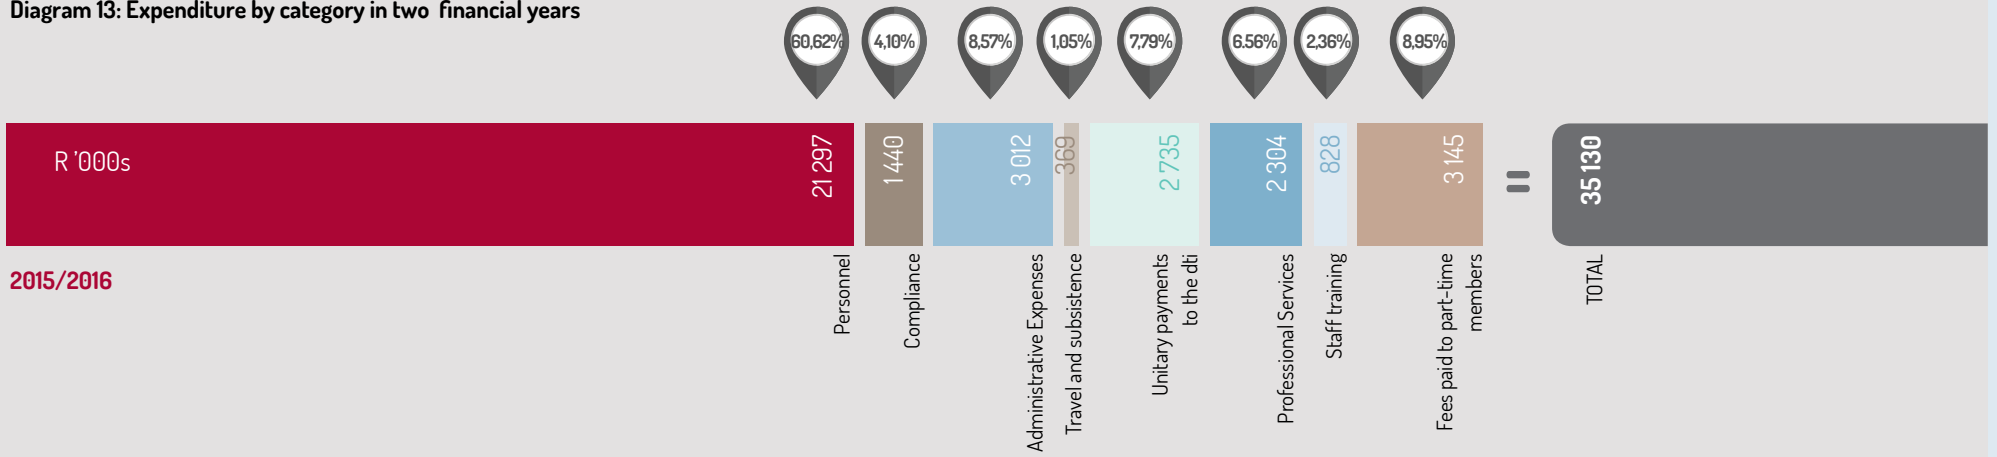 Diagram 13: Expenditure by category in two financial years
60,62%
4,10%
8,57%
1,05%
7,79%
6.56%
2,36%
8,95%
R '000s
21 297
1 440
3 012
369
2 735
2 304
828
3 145
=
35 130
2015/2016
Personnel
Compliance
Administrative Expenses
Travel and subsistence
Unitary payments
to the dti
Professional Services
Staff training
Fees paid to part-time
members
TOTAL